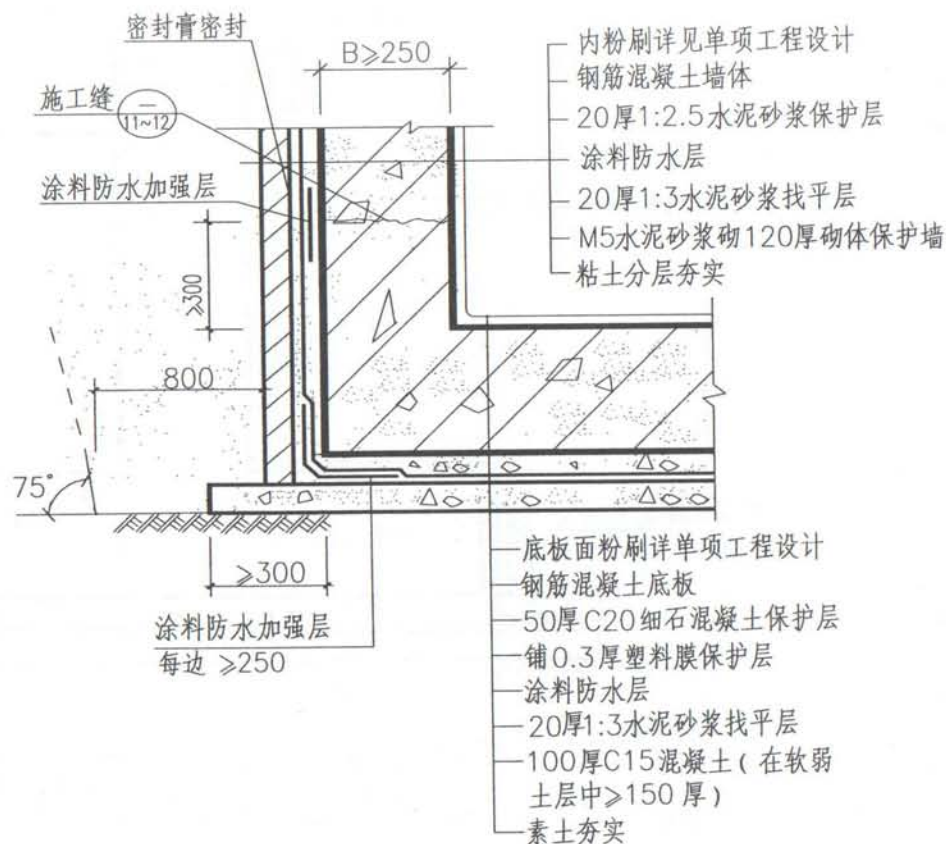 密封膏密封
施工缝
—
11~12
涂料防水加强层
B≥250
内粉刷详见单项工程设计
钢筋混凝土墙体
20厚1:2.5水泥砂浆保护层
涂料防水层
20厚1:3水泥砂浆找平层
M5水泥砂浆砌120厚砌体保护墙
粘土分层夯实
≥300
800
75°
≥300
涂料防水加强层
每边 ≥250
底板面粉刷详单项工程设计
钢筋混凝土底板
50厚C20细石混凝土保护层
铺0.3厚塑料膜保护层
涂料防水层
20厚1:3水泥砂浆找平层
100厚C15混凝土(在软弱
土层中≥150厚)
素土夯实